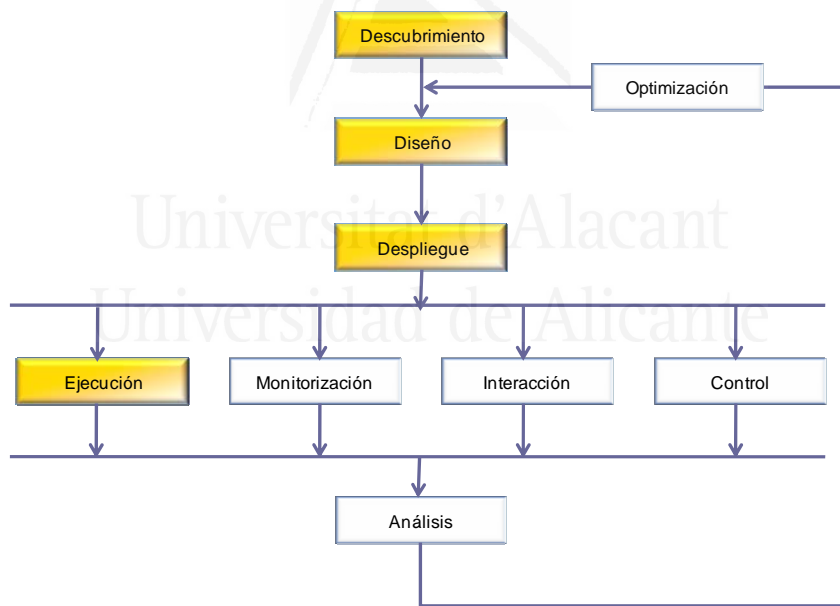 Descubrimiento
Optimización
Diseño
Universitat d'Alacant
Despliegue
Universidad de Alicante
Ejecución
Monitorización
Interacción
Control
Análisis